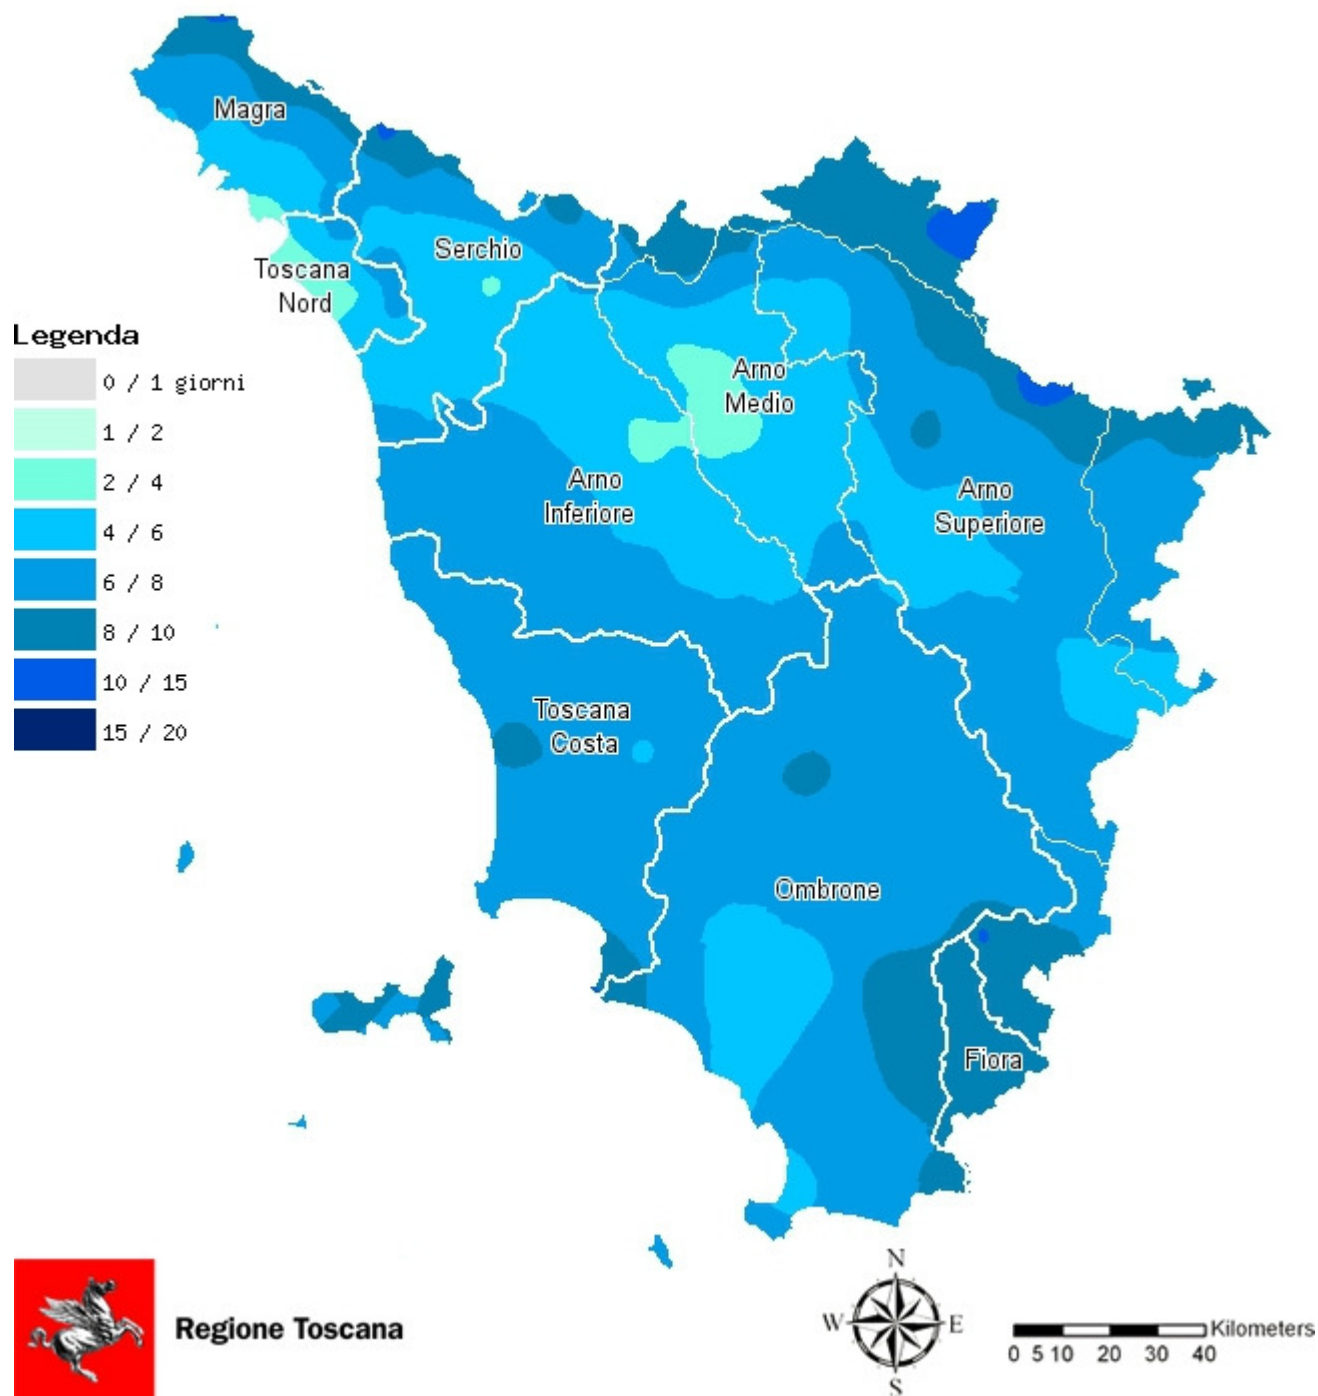 Magra
Serchio
Toscana
Nord
Legenda
0 / 1 giorni
1 / 2
2 / 4
4 / 6
6 / 8
8 / 10
10 / 15
15 / 20
Arno
Medio
Arno
Inferiore
Arno
Superiore
Toscana
Costa
Ombrone
Fiora
Regione Toscana
N
W E
S
Kilometers
0 5 10 20 30 40